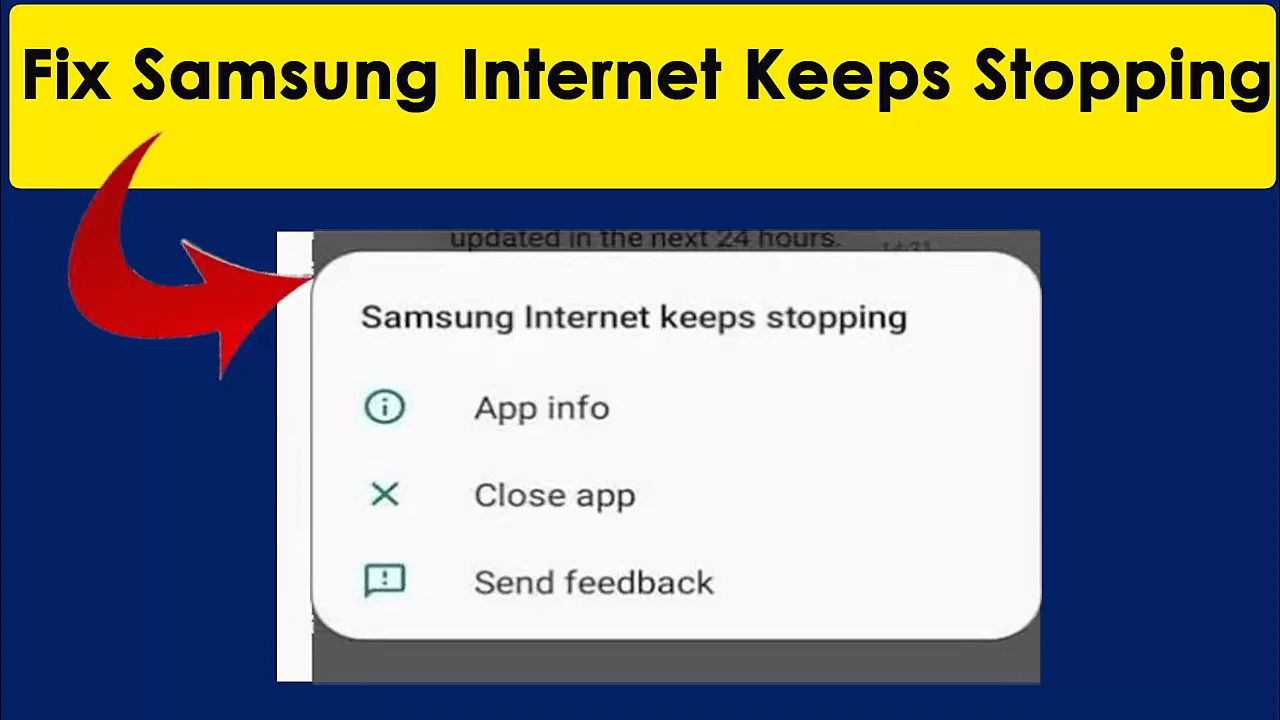 Fix Samsung Internet Keeps Stopping
updated in the next 24 hours.
Samsung Internet keeps stopping
App info
Close app
Send feedback